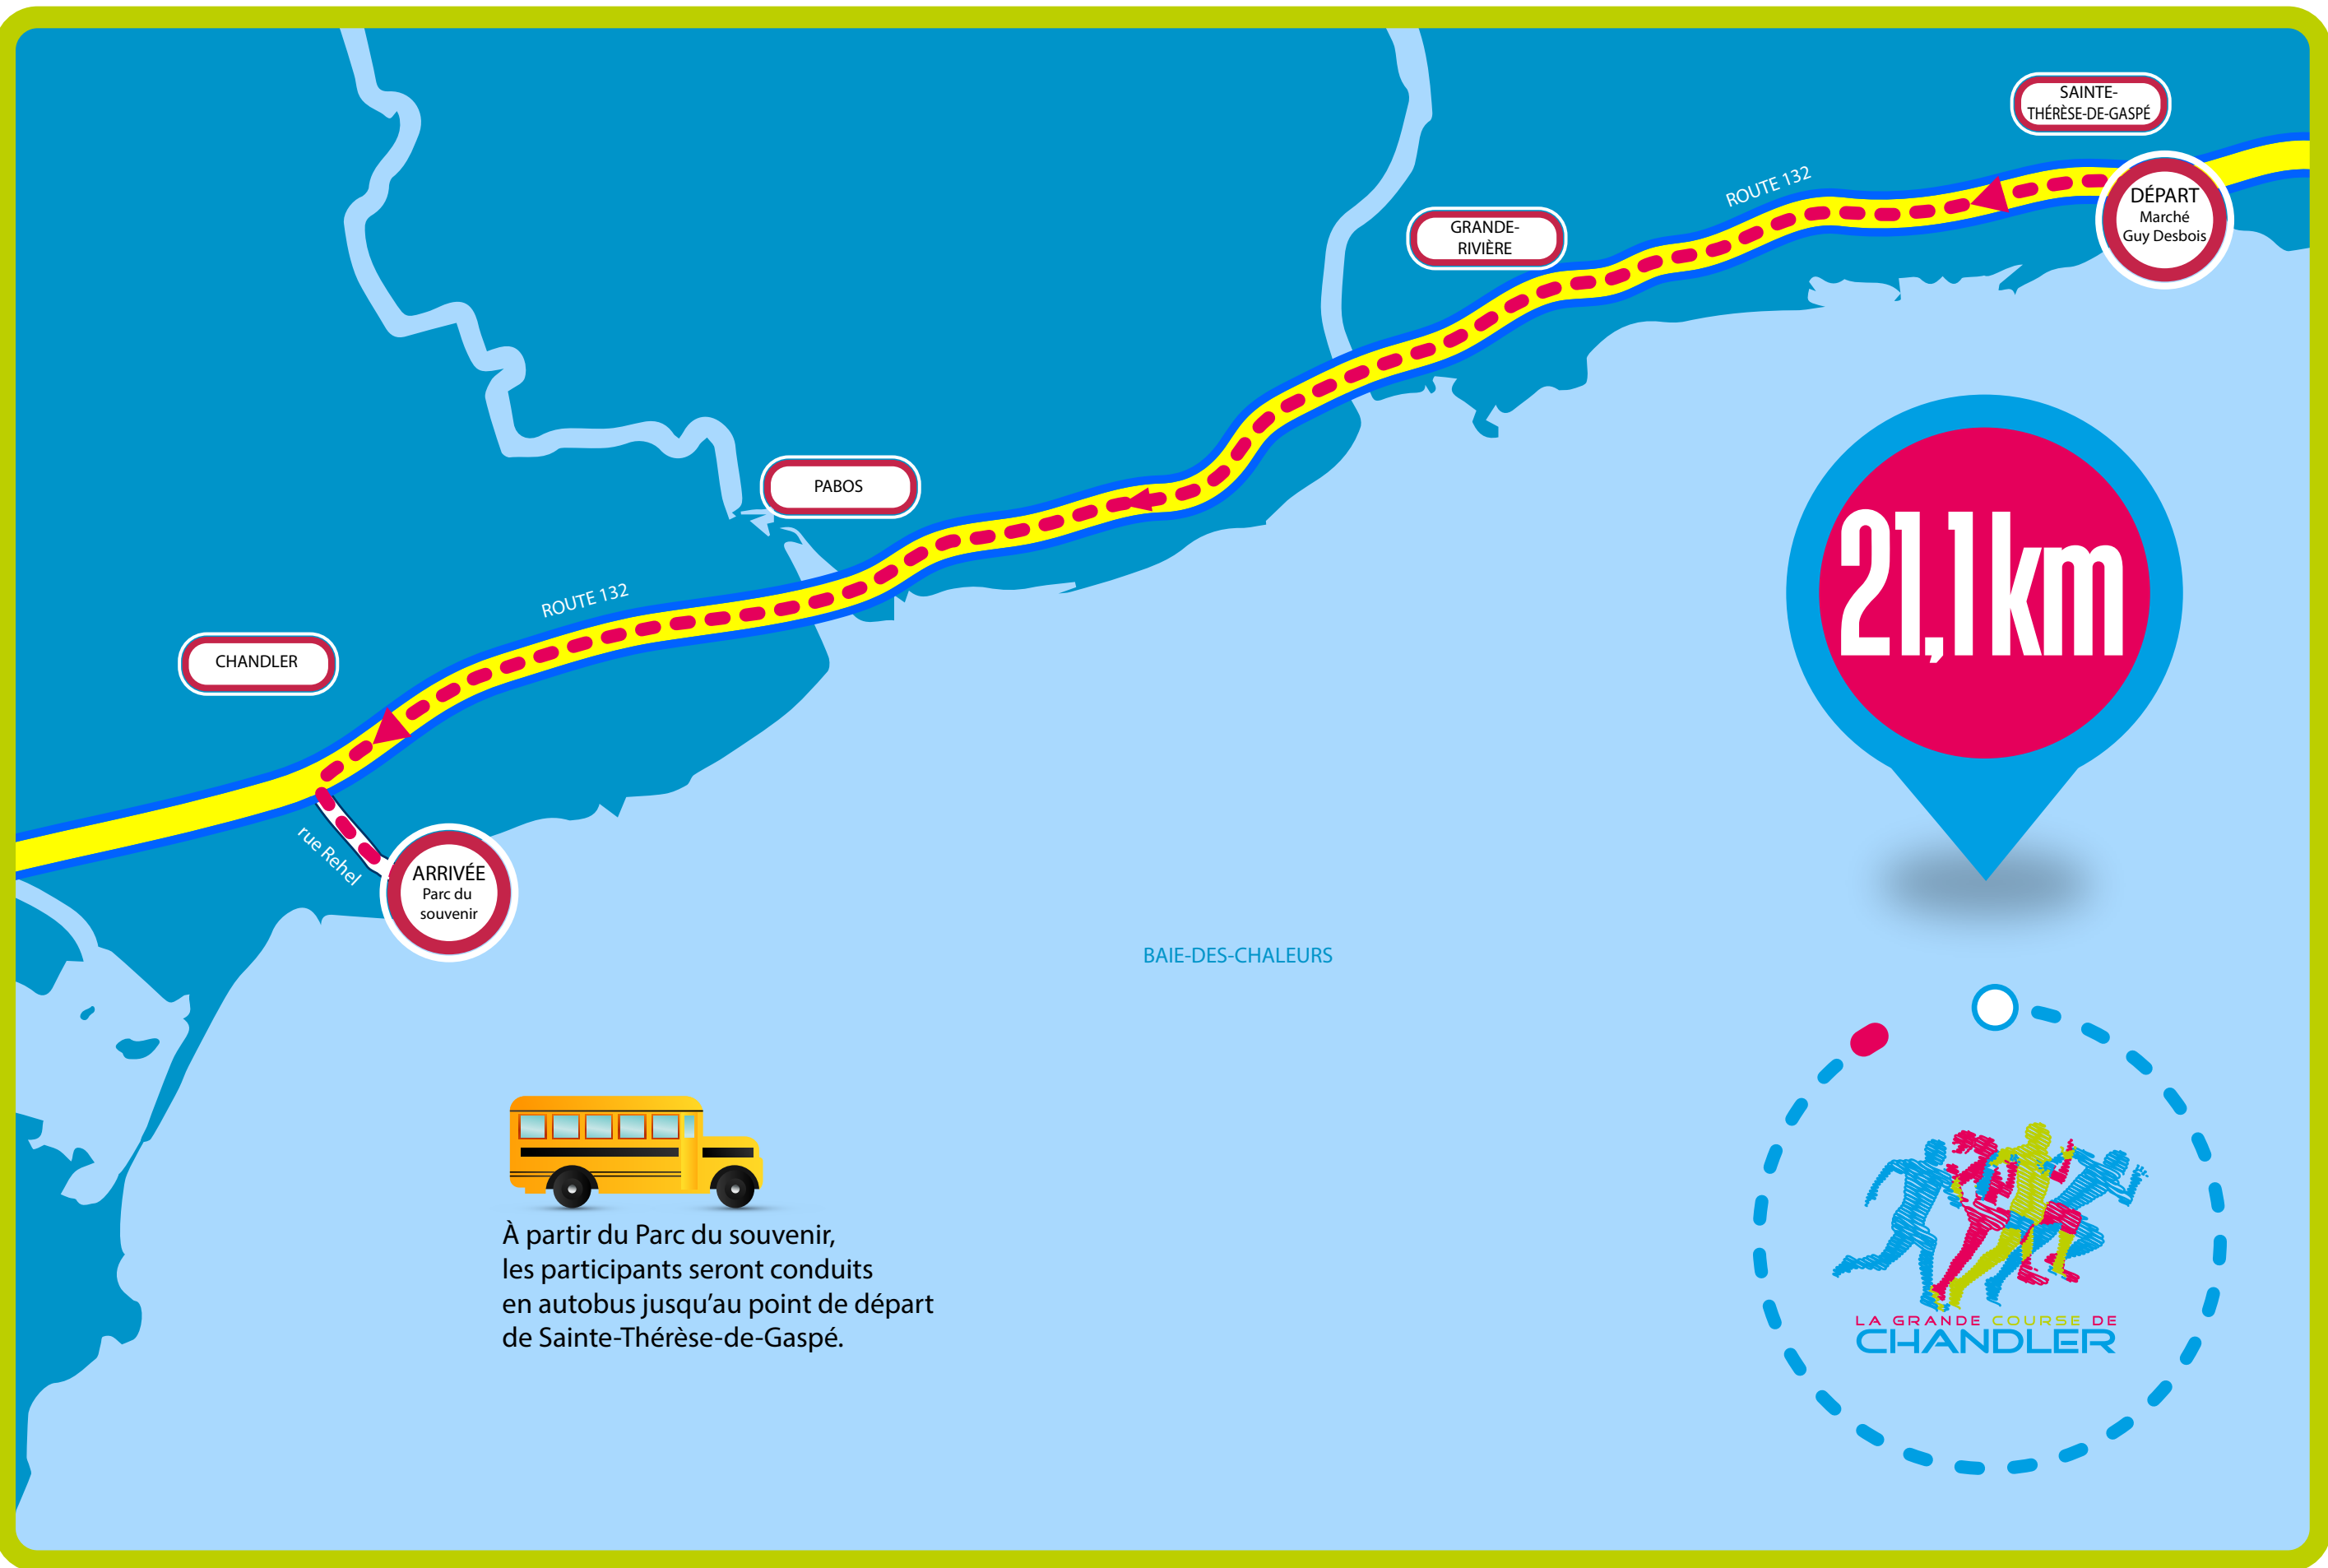 SAINTE-
THÉRÈSE-DE-GASPÉ
ROUTE 132
DÉPART
Marché
Guy Desbois
GRANDE-
RIVIÈRE
PABOS
21,1 km
ROUTE 132
CHANDLER
rue Rehel
ARRIVÉE
Parc du
souvenir
BAIE-DES-CHALEURS
À partir du Parc du souvenir,
les participants seront conduits
en autobus jusqu’au point de départ
de Sainte-Thérèse-de-Gaspé.
LA GRANDE COURSE DE
CHANDLER